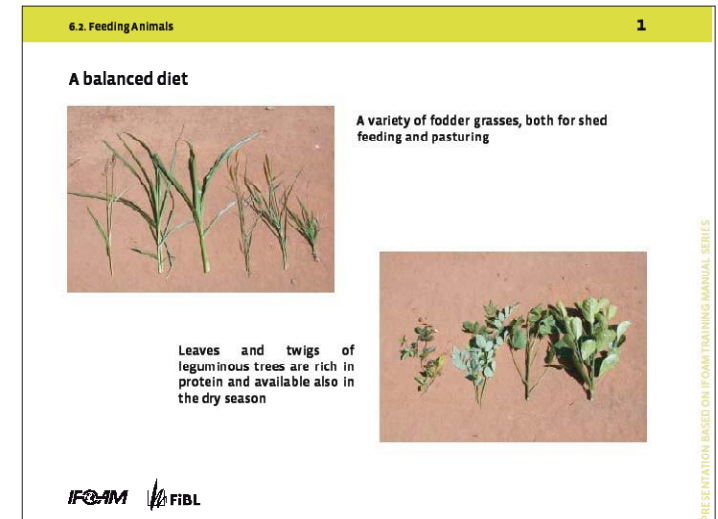 6.2. Feeding Animals
1
A balanced diet
A variety of fodder grasses, both for shed
feeding and pasturing
Leaves and twigs of
leguminous trees are rich in
protein and available also in
the dry season
IFOAM
FiBL
PRESENTATION BASED ON IFOAM TRAINING MANUAL SERIES